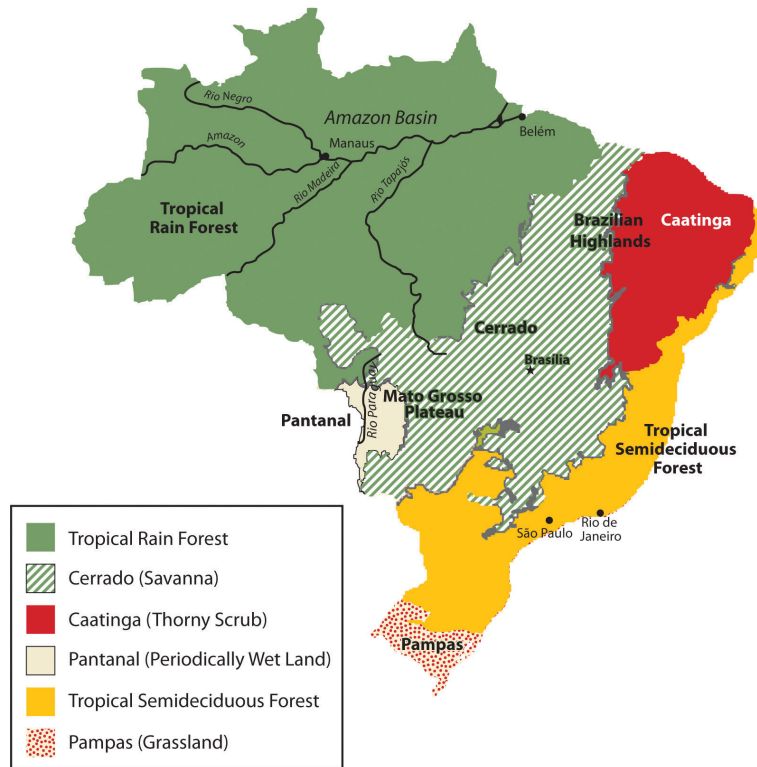 Rio Negro
Amazon Basin
Amazon
Manaus
Belém
Rio Madeira
Rio Tapajós
Tropical
Rain Forest
Brazilian
Highlands
Caatinga
Cerrado
Brasília
Rio Paraguay
Mato Grosso
Plateau
Pantanal
Tropical
Semideciduous
Forest
São Paulo
Rio de
Janeiro
Pampas
Tropical Rain Forest
Cerrado (Savanna)
Caatinga (Thorny Scrub)
Pantanal (Periodically Wet Land)
Tropical Semideciduous Forest
Pampas (Grassland)